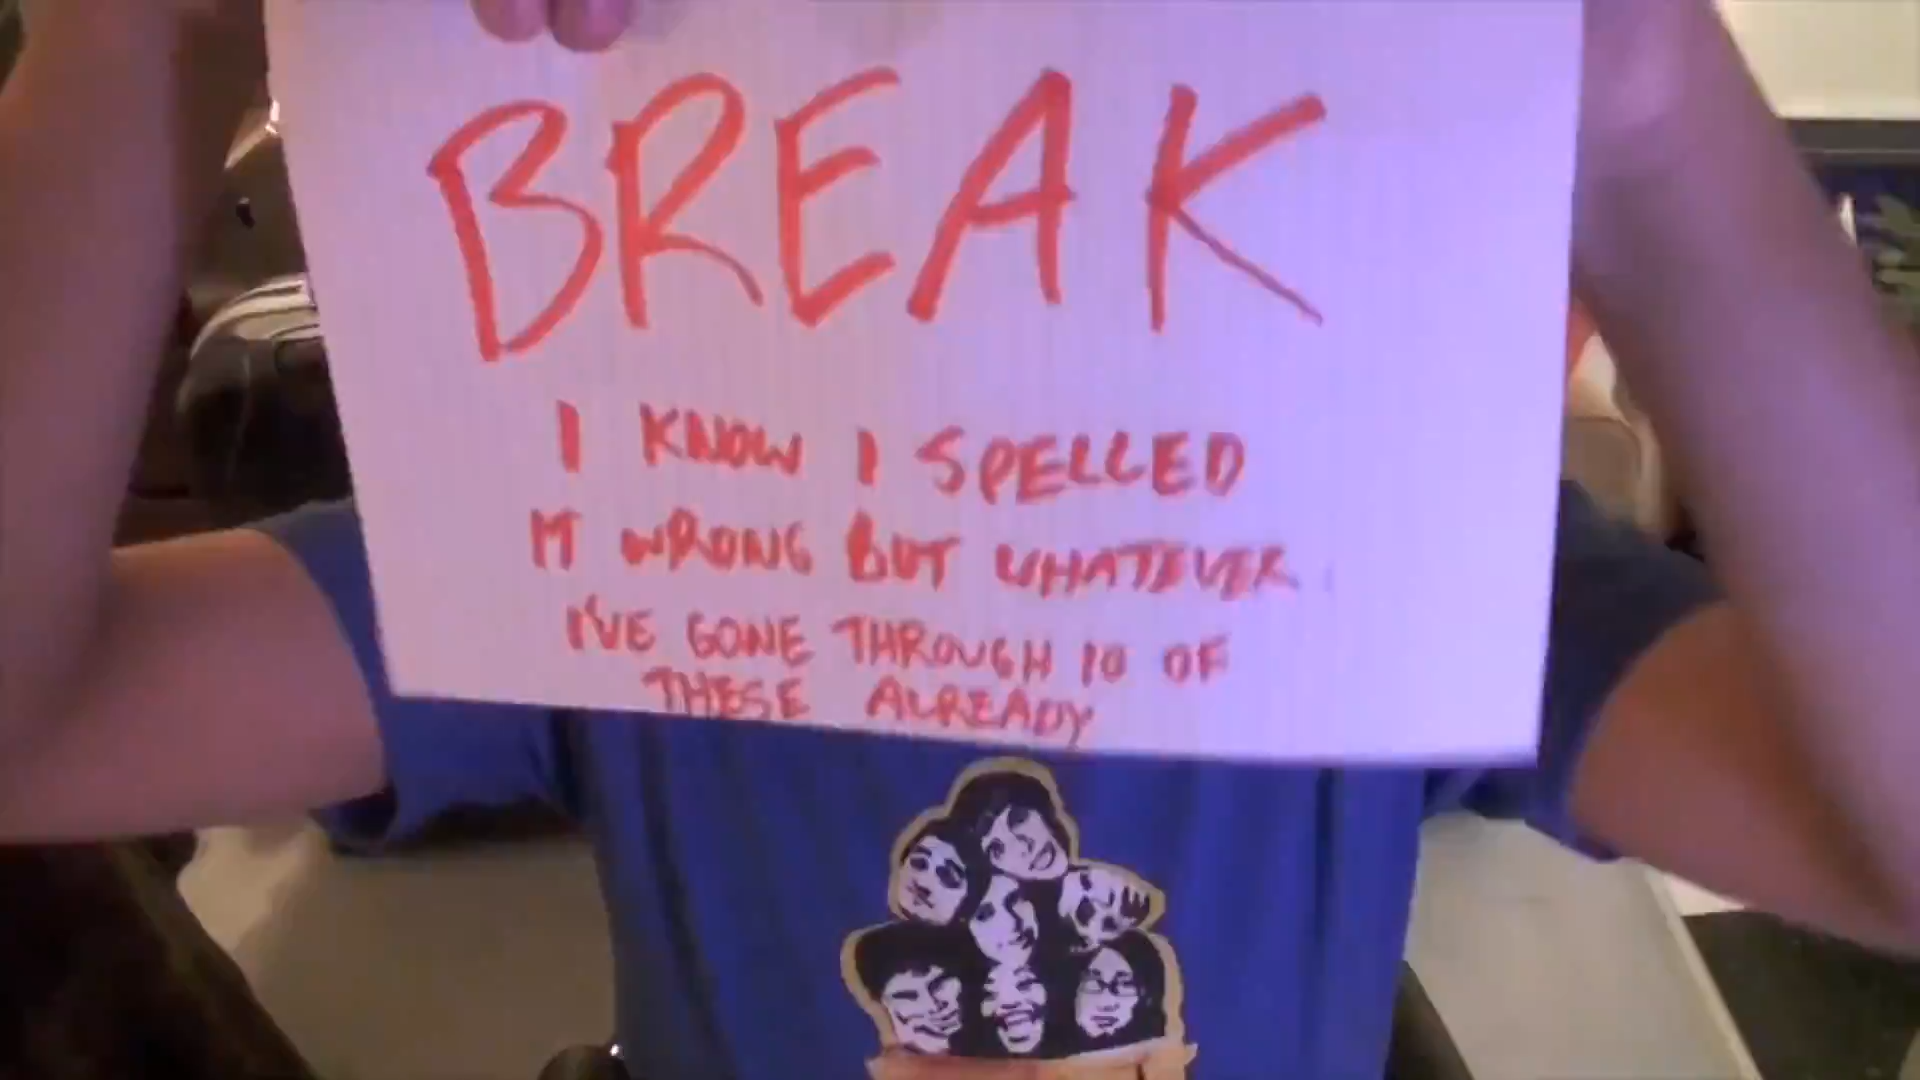 BREAK
I KNOW I SPELLED
IT WRONG BUT WHATEVER
I'VE GONE THROUGH 10 OF
THESE ALREADY